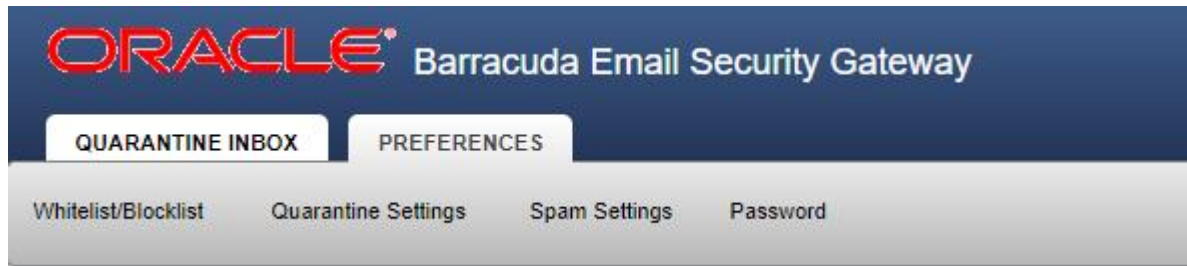 ORACLE Barracuda Email Security Gateway
QUARANTINE INBOX PREFERENCES
Whitelist/Blocklist Quarantine Settings Spam Settings Password